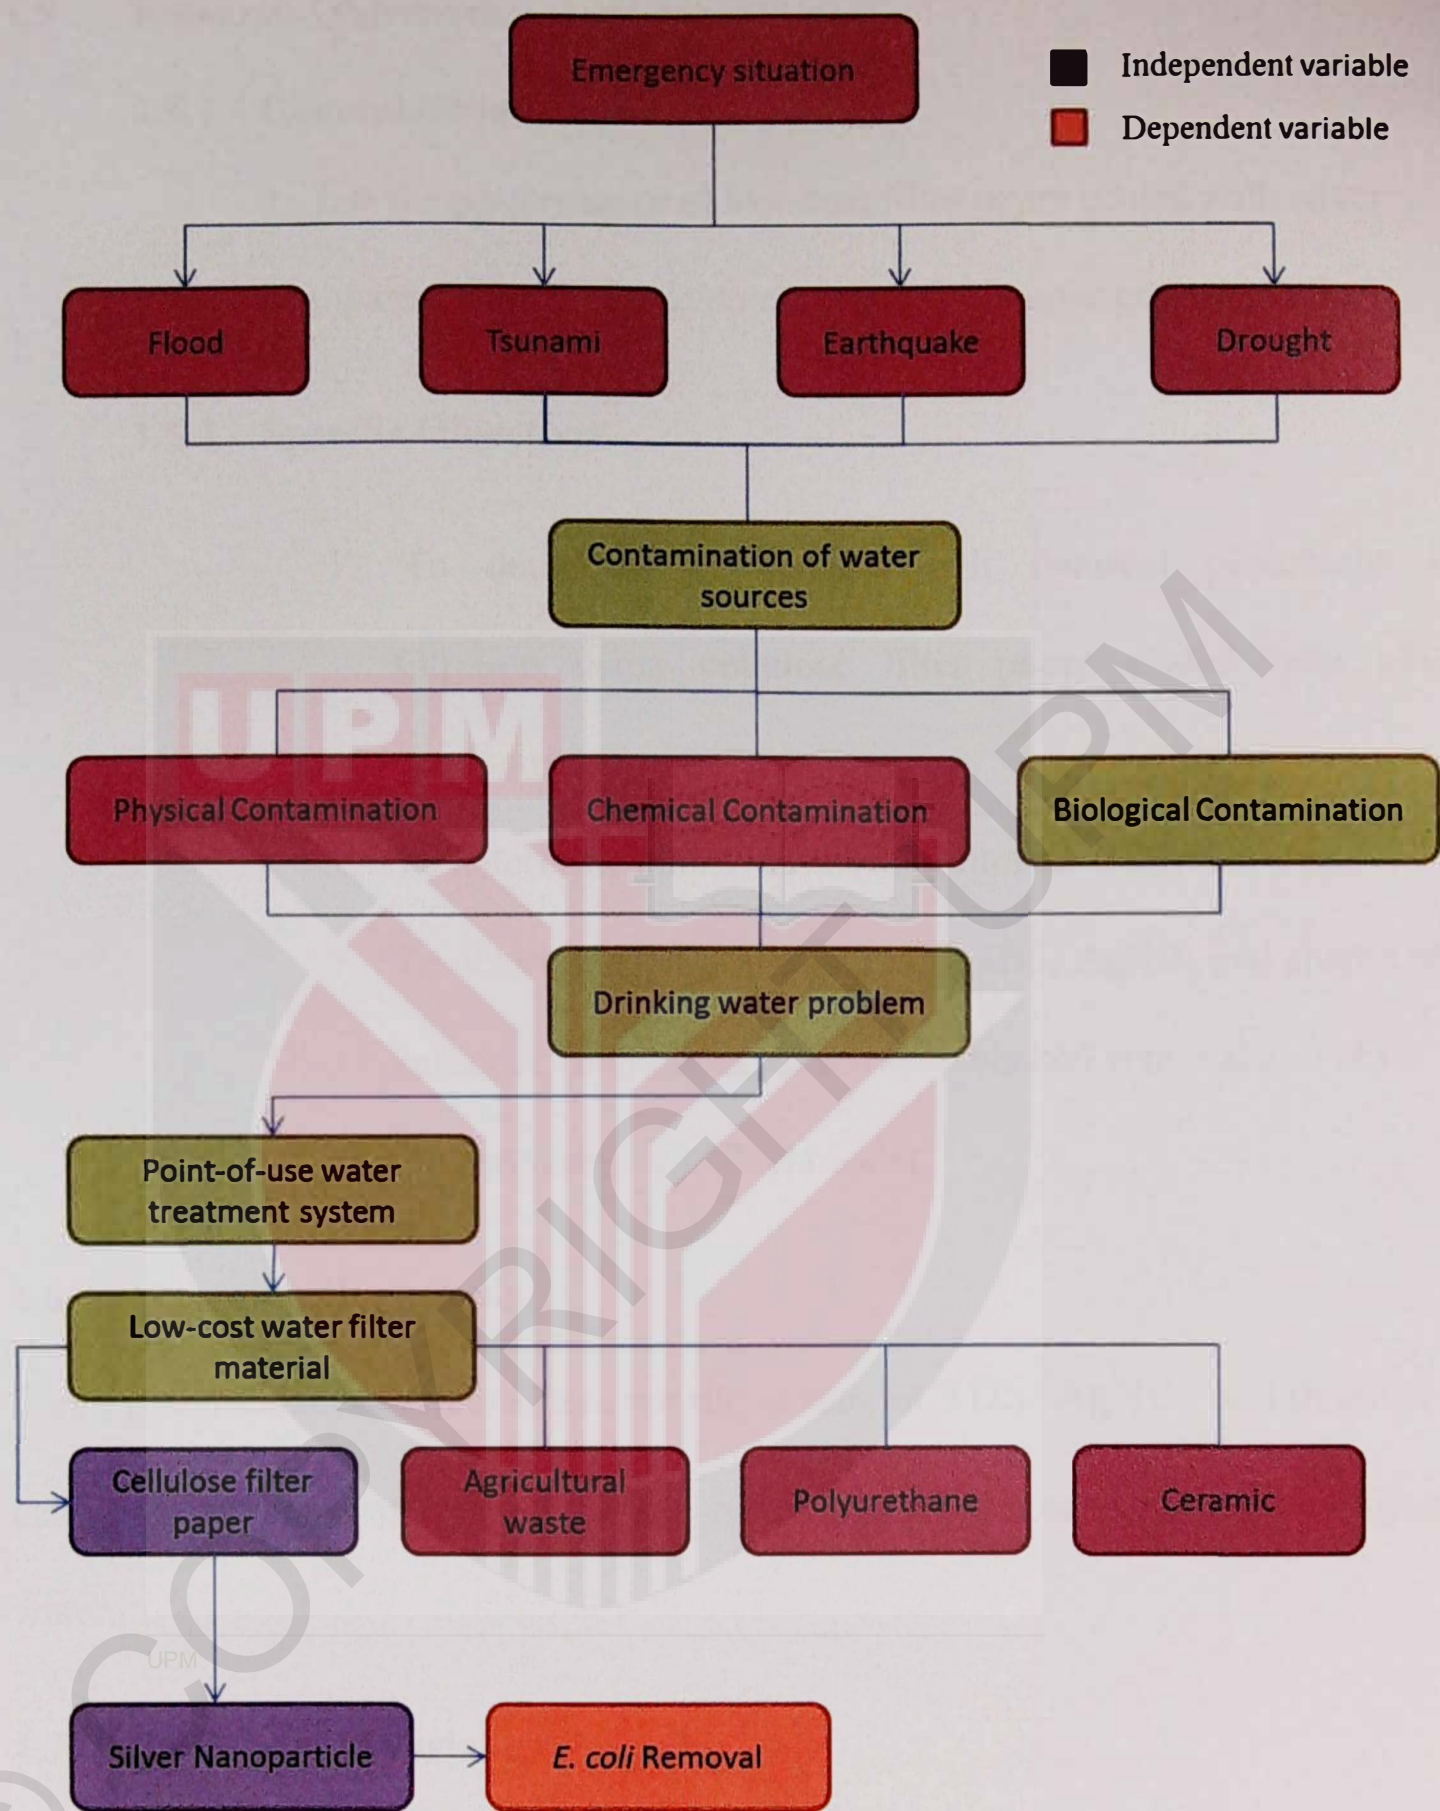 Emergency situation
Independent variable
Dependent variable
Flood
Tsunami
Earthquake
Drought
Contamination of water
sources
UPM
Physical Contamination
Chemical Contamination
Biological Contamination
Drinking water problem
Point-of-use water
treatment system
Low-cost water filter
material
Cellulose filter
paper
Agricultural
waste
Polyurethane
Ceramic
UPM
Silver Nanoparticle
E. coli Removal
© COPYRIGHT UPM